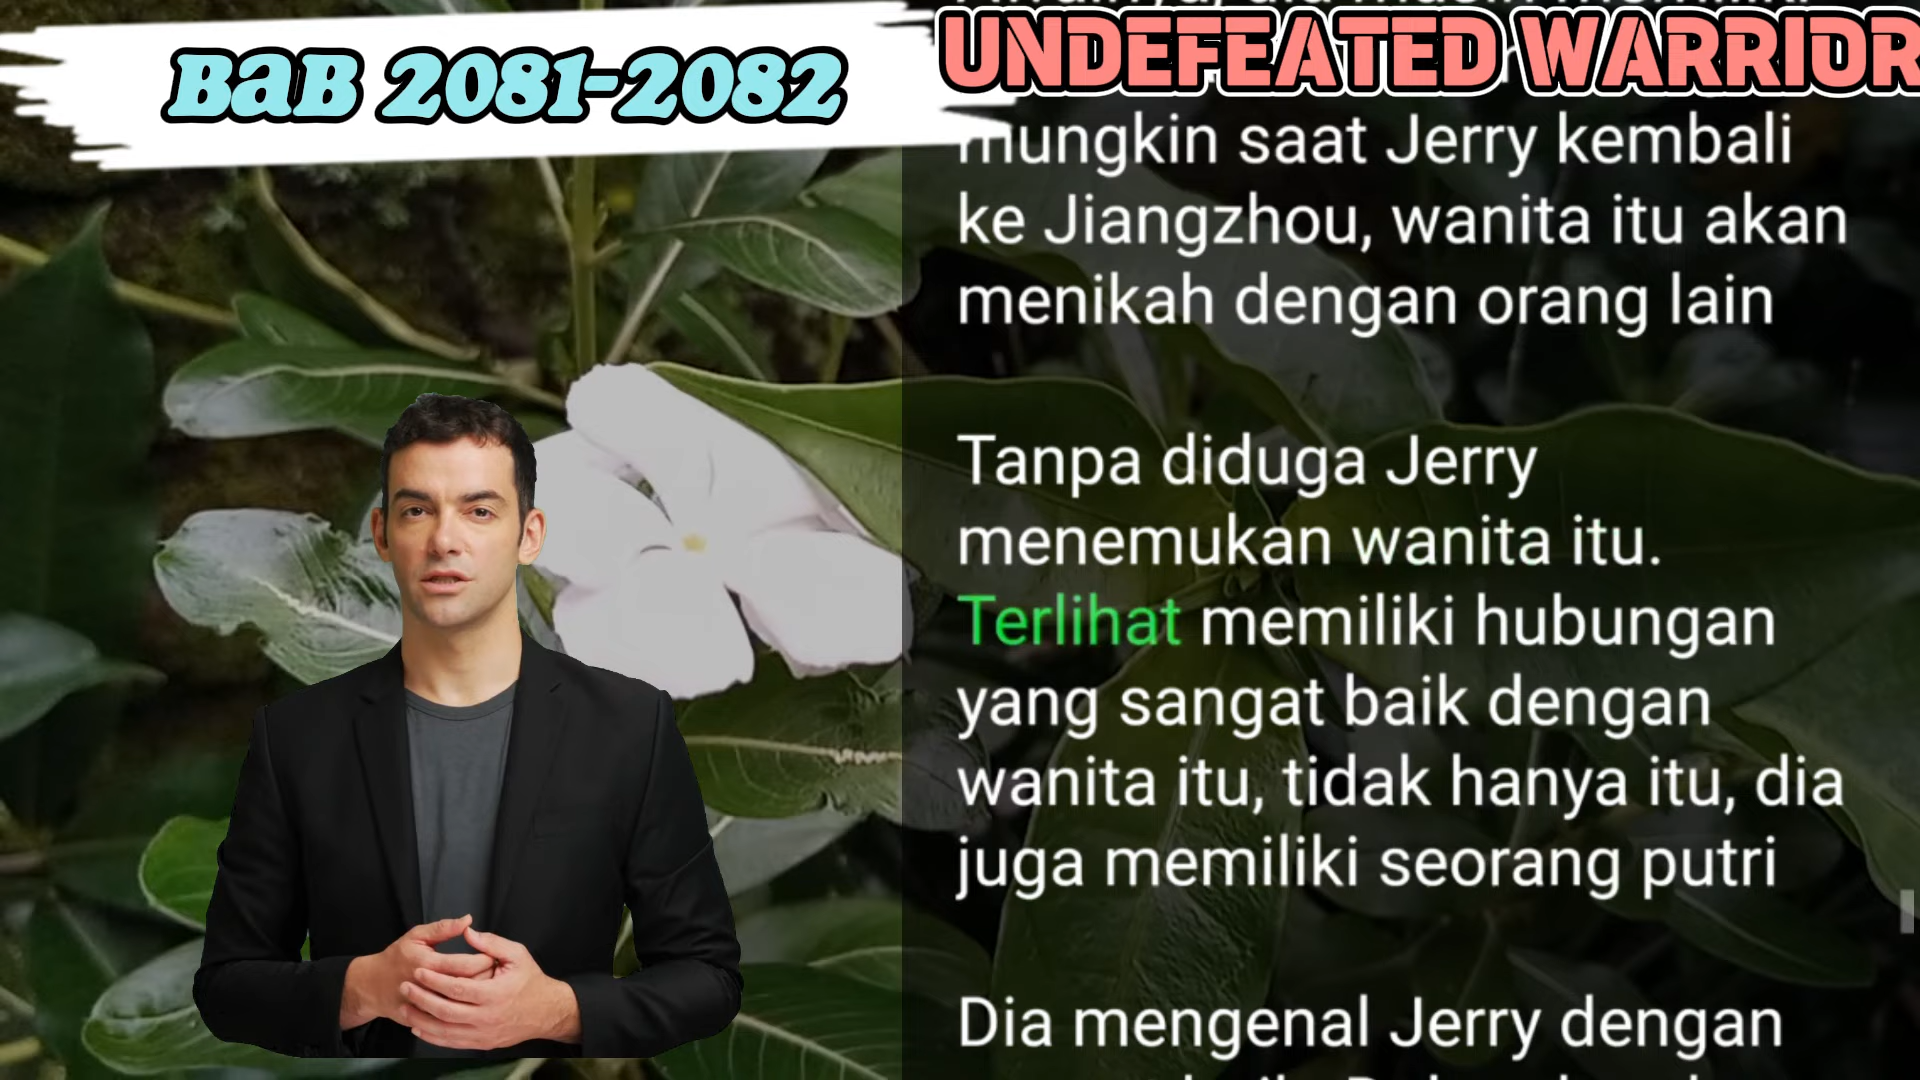 BaB 2081-2082
UNDEFEATED WARRIOR
mungkin saat Jerry kembali
ke Jiangzhou, wanita itu akan
menikah dengan orang lain
Tanpa diduga Jerry
menemukan wanita itu.
Terlihat memiliki hubungan
yang sangat baik dengan
wanita itu, tidak hanya itu, dia
juga memiliki seorang putri
Dia mengenal Jerry dengan